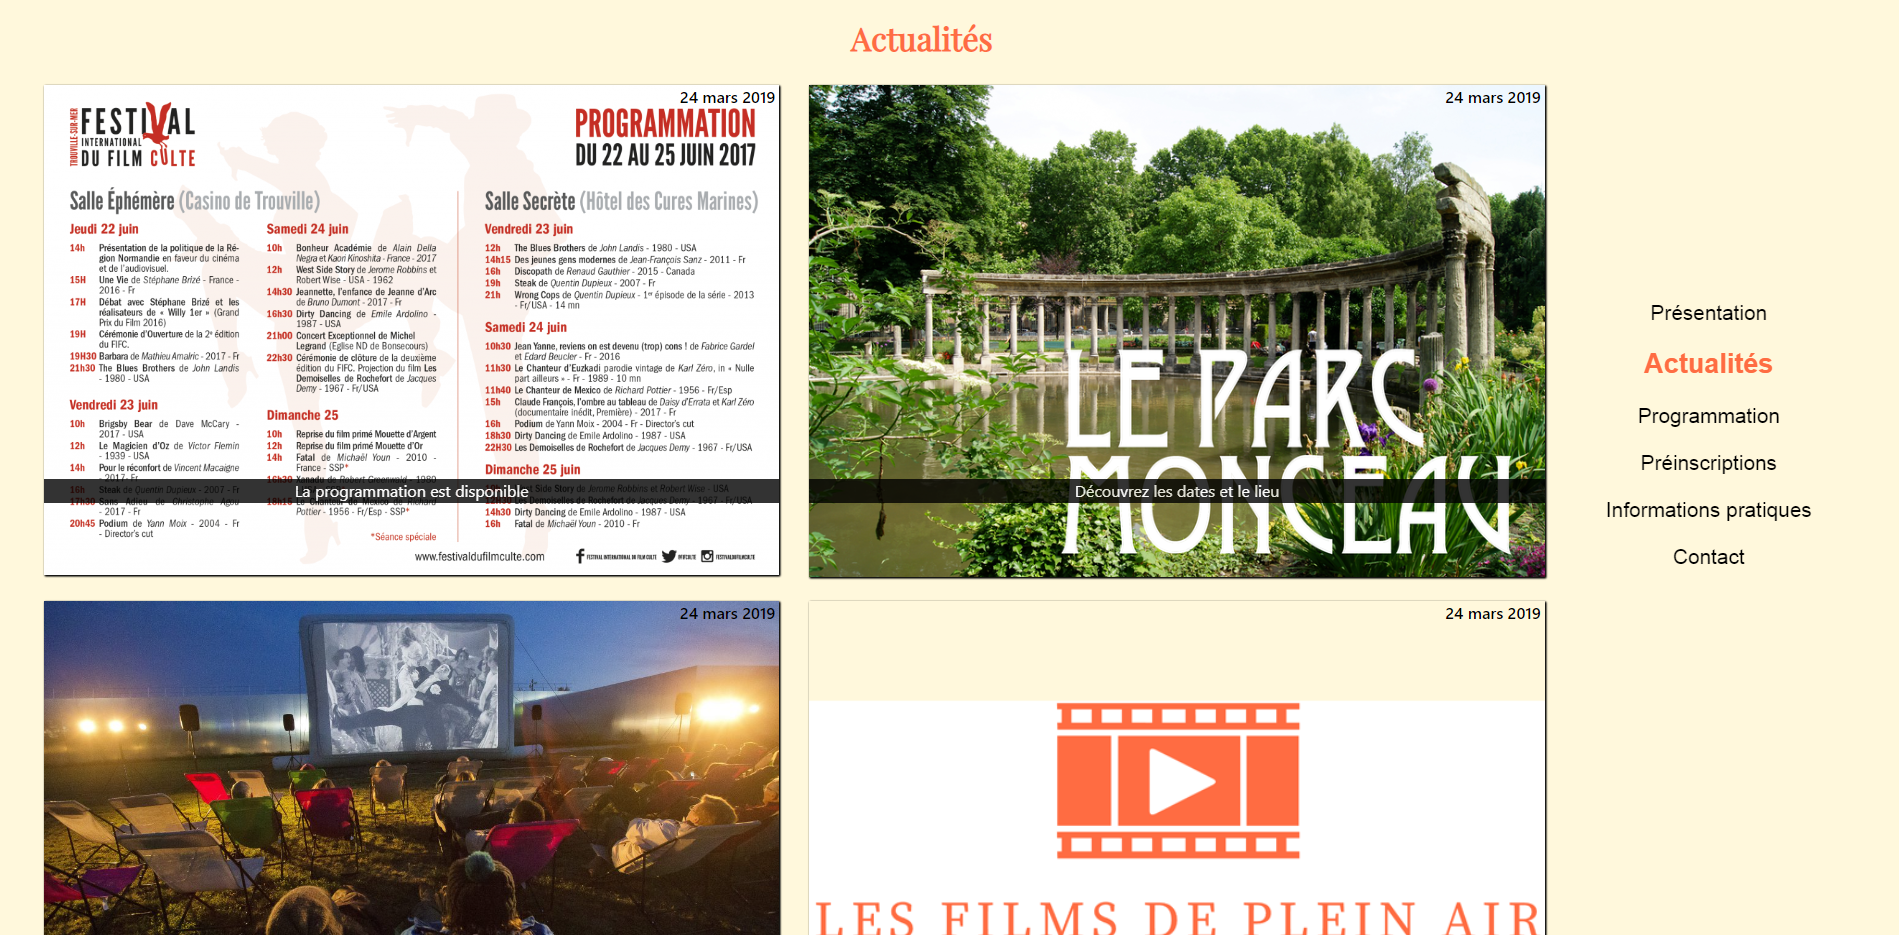 Actualités
24 mars 2019
TROUVILLE-SUR-MER
FESTIVAL
INTERNATIONAL
DU FILM CULTE
PROGRAMMATION
DU 22 AU 25 JUIN 2017
Salle Éphémère (Casino de Trouville)
Jeudi 22 juin
14h Présentation de la politique de la Ré-
gion Normandie en faveur du cinéma
et de l'audiovisuel.
15H Une Vie de Stéphane Brizé - France -
2016 - Fr
17H Débat avec Stéphane Brizé et les
réalisateurs de « Willy 1er » (Grand
Prix du Film 2016)
19H Cérémonie d'Ouverture de la 2e édition
du FIFC.
19H30 Barbara de Mathieu Amalric - 2017 - Fr
21h30 The Blues Brothers de John Landis
- 1980 - USA
Vendredi 23 juin
10h Brigsby Bear de Dave McCary -
2017 - USA
12h Le Magicien d'Oz de Victor Flemin
- 1939 - USA
14h Pour le réconfort de Vincent Macaigne
- 2017- Fr
16h Steak de Quentin Dupieux - 2007 - Fr
17h30 Sans Adieu de Christophe Agou
- 2017 - Fr
20h45 Podium de Yann Moix - 2004 - Fr
- Director's cut
Samedi 24 juin
10h Bonheur Académie de Alain Della
Negra et Kaori Kinoshita - France - 2017
12h West Side Story de Jerome Robbins et
Robert Wise - USA - 1962
14h30 Jeannette, l'enfance de Jeanne d'Arc
de Bruno Dumont - 2017 - Fr
16h30 Dirty Dancing de Emile Ardolino -
1987 - USA
21h00 Concert Exceptionnel de Michel
Legrand (Eglise ND de Bonsecours)
22h30 Cérémonie de clôture de la deuxième
édition du FIFC. Projection du film Les
Demoiselles de Rochefort de Jacques
Demy - 1967 - Fr/USA
Dimanche 25
10h Reprise du film primé Mouette d'Argent
12h Reprise du film primé Mouette d'Or
14h Fatal de Michaël Youn - 2010 -
France - SSP*
16h30 Xanadu de Robert Greenwald - 1980
18h15 Le Chanteur de Mexico de Richard
Pottier - 1956 - Fr/Esp - SSP*
*Séance spéciale
Salle Secrète (Hôtel des Cures Marines)
Vendredi 23 juin
12h The Blues Brothers de John Landis - 1980 - USA
14h15 Des jeunes gens modernes de Jean-François Sanz - 2011 - Fr
16h Discopath de Renaud Gauthier - 2015 - Canada
19h Steak de Quentin Dupieux - 2007 - Fr
21h Wrong Cops de Quentin Dupieux - 1er épisode de la série - 2013
- Fr/USA - 14 mn
Samedi 24 juin
10h30 Jean Yanne, reviens on est devenu (trop) cons ! de Fabrice Gardel
et Edard Beucler - Fr - 2016
11h30 Le Chanteur d'Euzkadi parodie vintage de Karl Zéro, in « Nulle
part ailleurs » - Fr - 1989 - 10 mn
11h40 Le Chanteur de Mexico de Richard Pottier - 1956 - Fr/Esp
15h Claude François, l'ombre au tableau de Daisy d'Errata et Karl Zéro
(documentaire inédit, Première) - 2017 - Fr
16h Podium de Yann Moix - 2004 - Fr - Director's cut
18h30 Dirty Dancing de Emile Ardolino - 1987 - USA
22H30 Les Demoiselles de Rochefort de Jacques Demy - 1967 - Fr/USA
Dimanche 25 juin
West Side Story de Jerome Robbins et Robert Wise - USA
Les Demoiselles de Rochefort de Jacques Demy - 1967 - Fr/USA
14h30 Dirty Dancing de Emile Ardolino - 1987 - USA
16h Fatal de Michaël Youn - 2010 - Fr
www.festivaldufilmculte.com
FESTIVAL INTERNATIONAL DU FILM CULTE
FESTIVALDUFILMCULTE
La programmation est disponible
24 mars 2019
LE PARC
MONCEAU
Découvrez les dates et le lieu
Présentation
Actualités
Programmation
Préinscriptions
Informations pratiques
Contact
24 mars 2019
24 mars 2019
LES FILMS DE PLEIN AIR